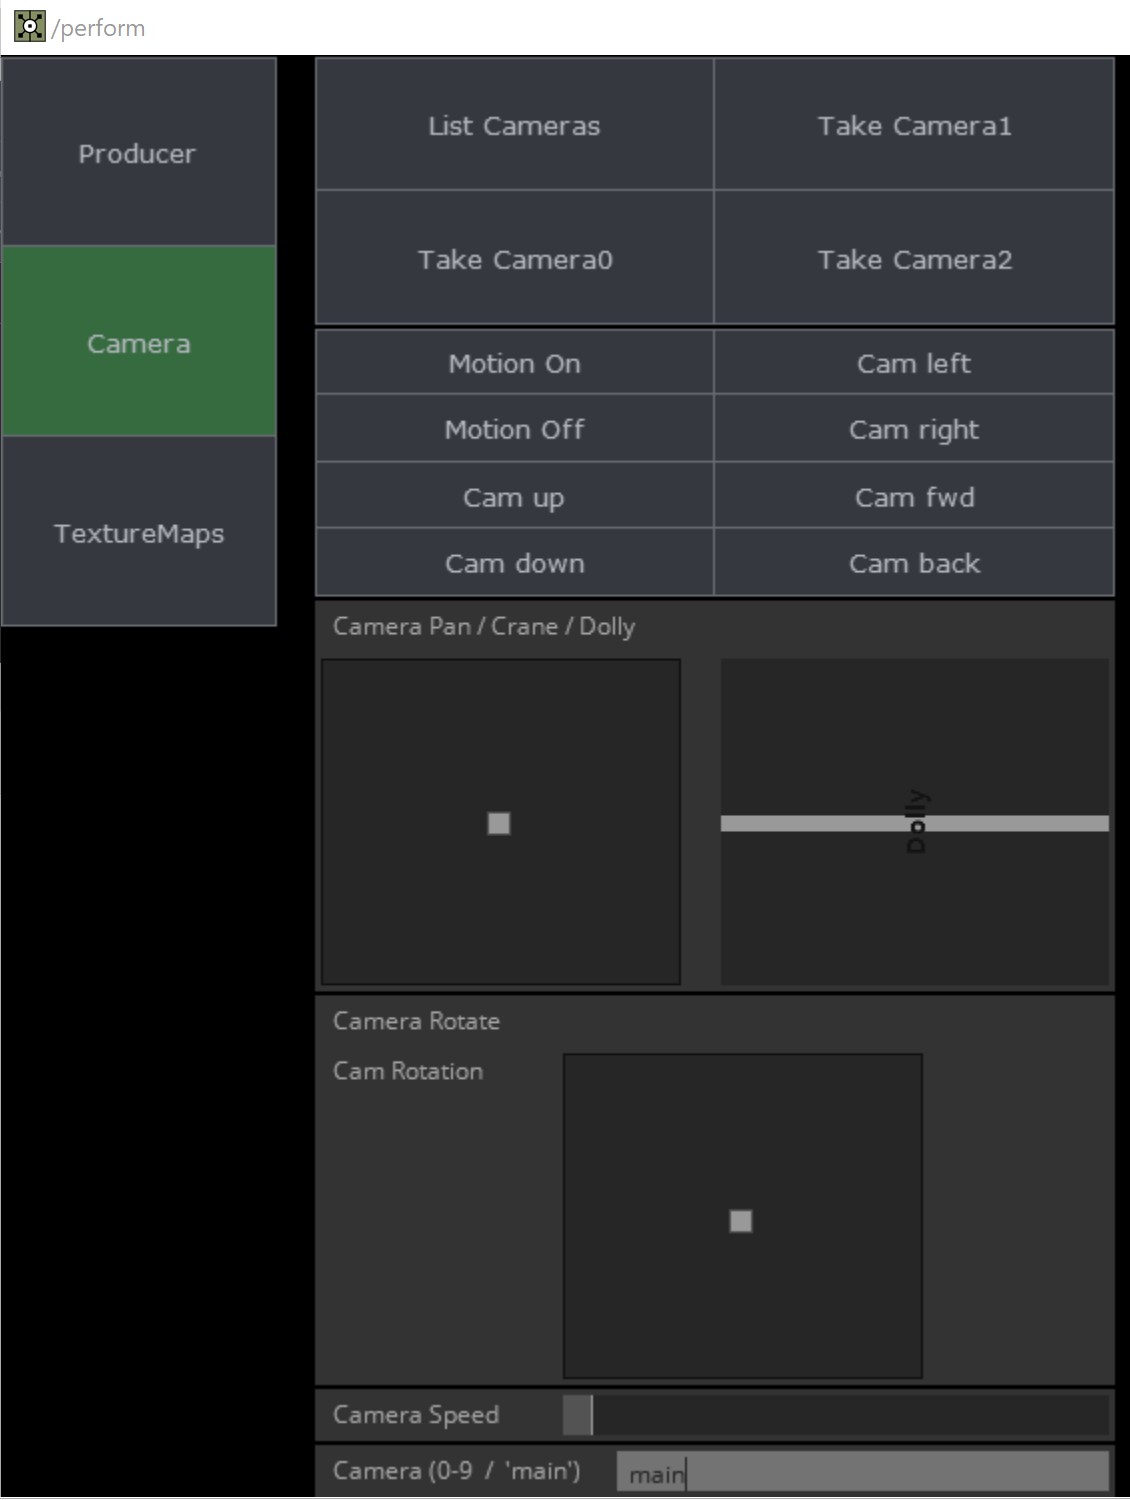 /perform
Producer
Camera
TextureMaps
List Cameras
Take Camera1
Take Camera0
Take Camera2
Motion On
Cam left
Motion Off
Cam right
Cam up
Cam fwd
Cam down
Cam back
Camera Pan / Crane / Dolly
Dolly
Camera Rotate
Cam Rotation
Camera Speed
Camera (0-9 / 'main')
main